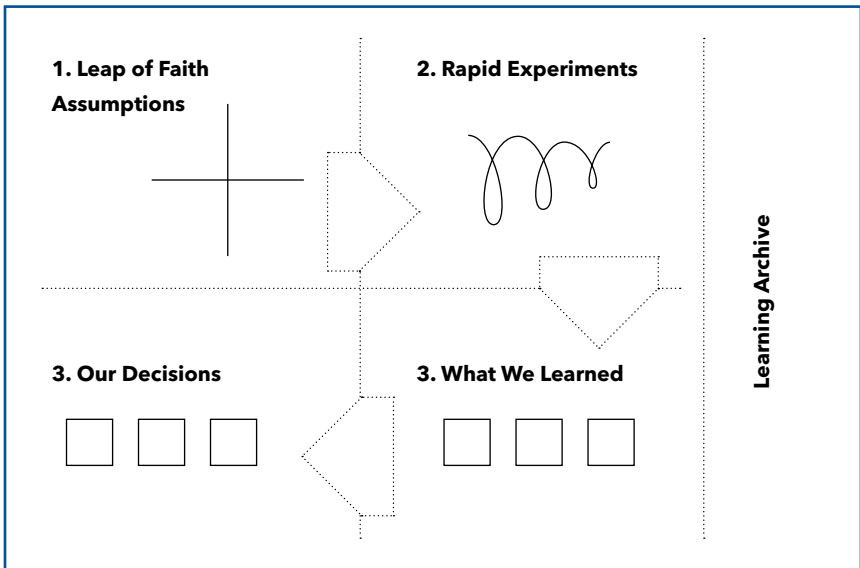 1. Leap of Faith
Assumptions
2. Rapid Experiments
3. Our Decisions
3. What We Learned
Learning Archive